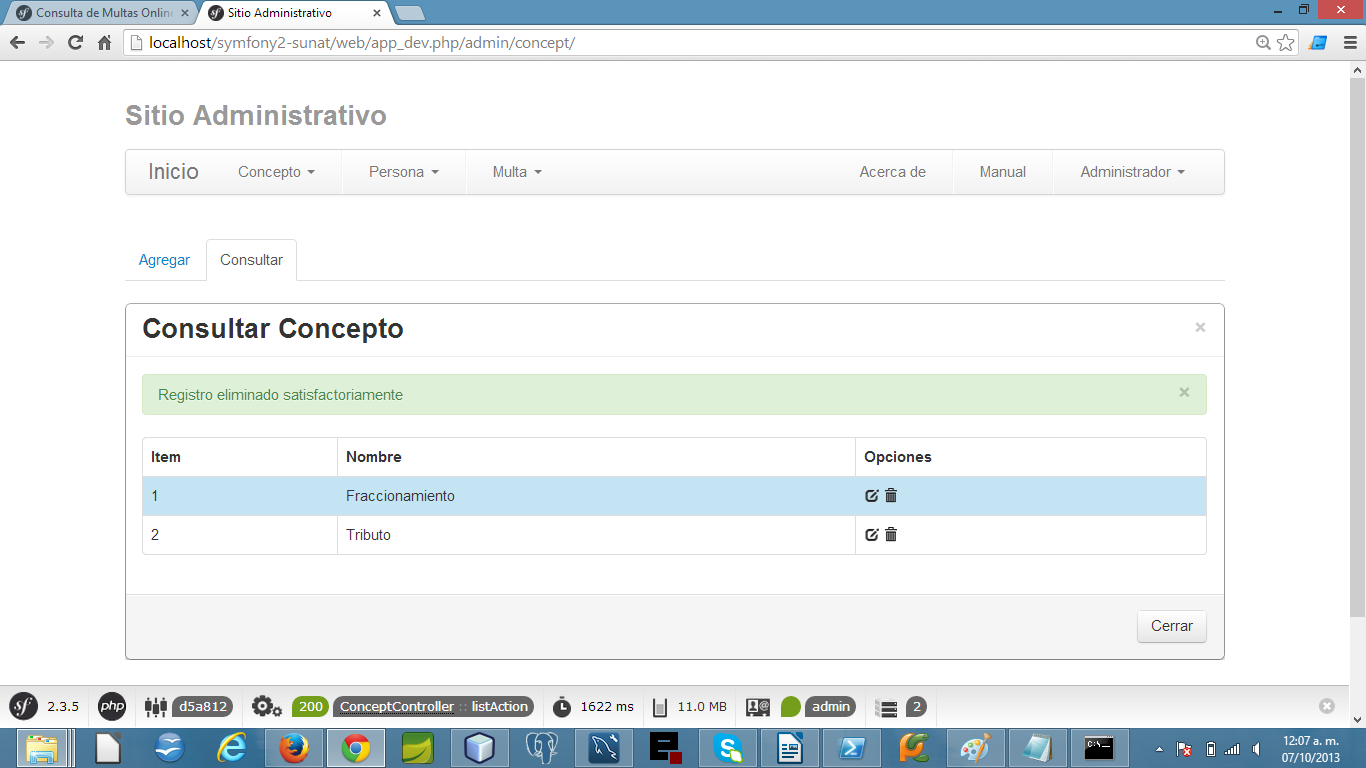 Consulta de Multas Onlin
Sitio Administrativo
localhost/symfony2-sunat/web/app_dev.php/admin/concept/
Sitio Administrativo
Inicio Concepto Persona Multa Acerca de Manual Administrador
Agregar Consultar
Consultar Concepto
Registro eliminado satisfactoriamente
Item Nombre Opciones
1 Fraccionamiento
2 Tributo
Cerrar
sf 2.3.5 php d5a812 200 ConceptController :: listAction 1622 ms 11.0 MB admin 2
C:\
12:07 a. m.
07/10/2013